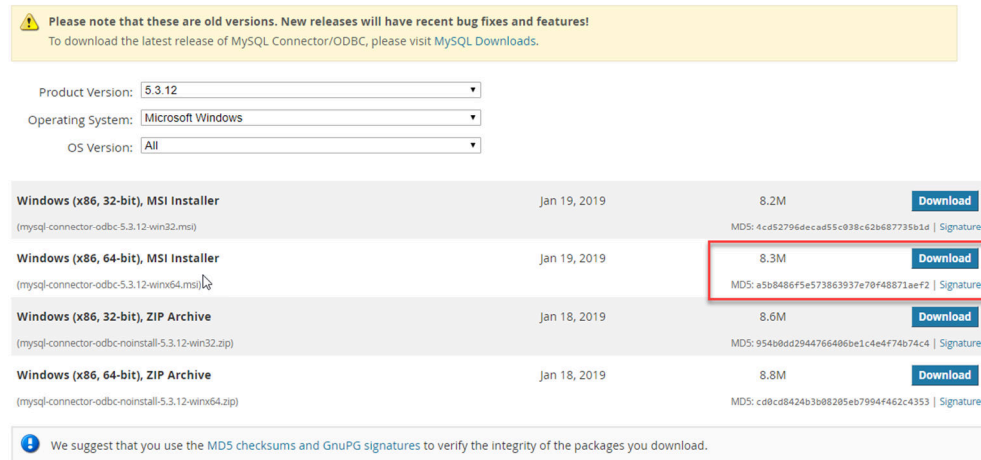 Please note that these are old versions. New releases will have recent bug fixes and features!
To download the latest release of MySQL Connector/ODBC, please visit MySQL Downloads.
Product Version: 5.3.12
Operating System: Microsoft Windows
OS Version: All
Windows (x86, 32-bit), MSI Installer Jan 19, 2019 8.2M Download
(mysql-connector-odbc-5.3.12-win32.msi) MD5: 4cd52796decad55c038c62b687735b1d | Signature
Windows (x86, 64-bit), MSI Installer Jan 19, 2019 8.3M Download
(mysql-connector-odbc-5.3.12-winx64.msi) MD5: a5b8486f5e573863937e70f48871aef2 | Signature
Windows (x86, 32-bit), ZIP Archive Jan 18, 2019 8.6M Download
(mysql-connector-odbc-noinstall-5.3.12-win32.zip) MD5: 954b0dd2944766406be1c4e4f74b74c4 | Signature
Windows (x86, 64-bit), ZIP Archive Jan 18, 2019 8.8M Download
(mysql-connector-odbc-noinstall-5.3.12-winx64.zip) MD5: cd0cd8424b3b08205eb7994f462c4353 | Signature
We suggest that you use the MD5 checksums and GnuPG signatures to verify the integrity of the packages you download.